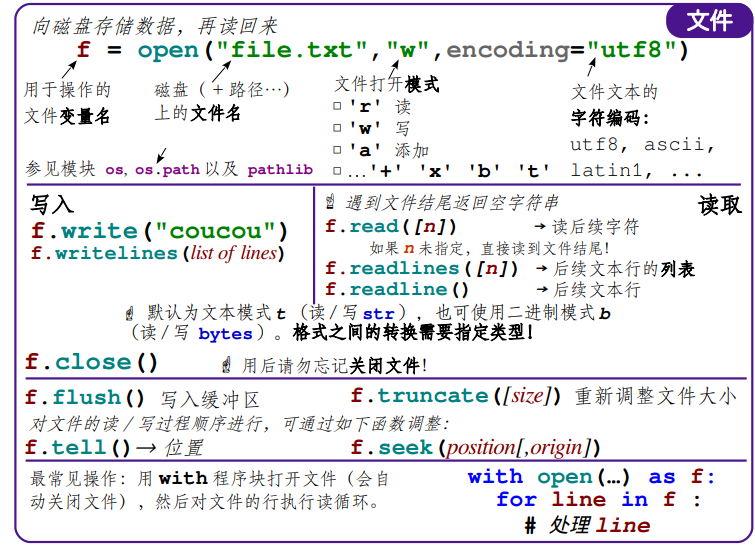 文件
向磁盘存储数据，再读回来
f = open("file.txt","w",encoding="utf8")
用于操作的
文件变量名
磁盘（＋路径…）
上的文件名
文件打开模式
□ 'r' 读
□ 'w' 写
□ 'a' 添加
□ …'+' 'x' 'b' 't'
文件文本的
字符编码：
utf8, ascii,
latin1, ...
参见模块 os, os.path 以及 pathlib
写入
f.write("coucou")
f.writelines(list of lines)
☝ 遇到文件结尾返回空字符串
读取
f.read([n]) → 读后续字符
如果 n 未指定，直接读到文件结尾！
f.readlines([n]) → 后续文本行的列表
f.readline() → 后续文本行
☝ 默认为文本模式 t（读／写 str），也可使用二进制模式 b
（读／写 bytes）。格式之间的转换需要指定类型！
f.close() ☝ 用后请勿忘记关闭文件！
f.flush() 写入缓冲区
f.truncate([size]) 重新调整文件大小
对文件的读／写过程顺序进行，可通过如下函数调整：
f.tell()→ 位置
f.seek(position[,origin])
最常见操作：用 with 程序块打开文件（会自
动关闭文件），然后对文件的行执行读循环。
with open(…) as f:
for line in f :
# 处理 line